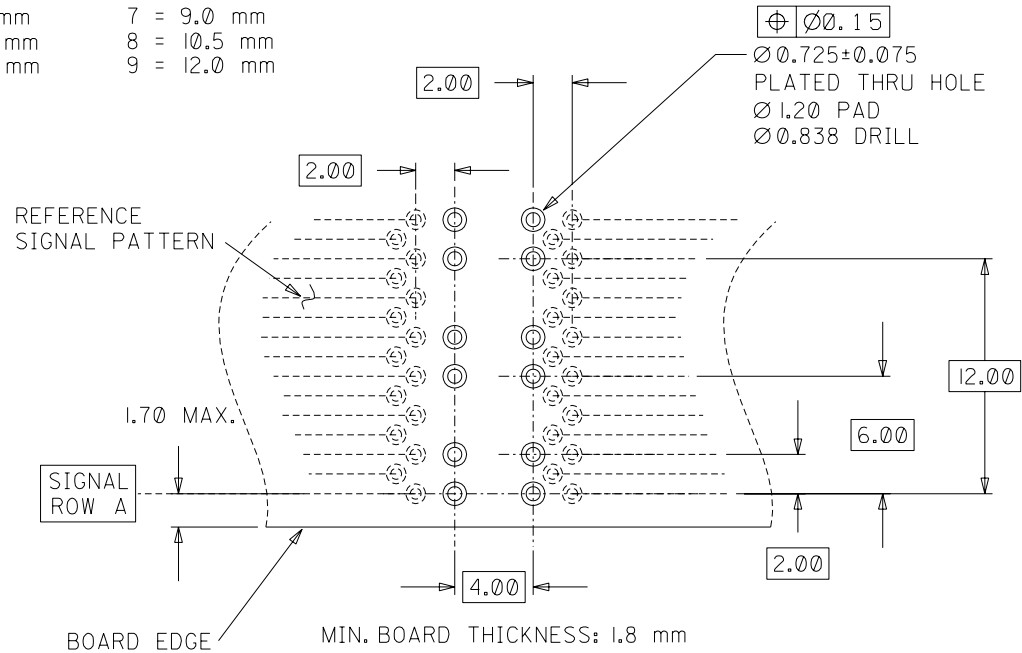 mm 7 = 9.0 mm
mm 8 = 10.5 mm
mm 9 = 12.0 mm
⌖ Ø0.15
Ø0.725±0.075
PLATED THRU HOLE
Ø1.20 PAD
Ø0.838 DRILL
2.00
2.00
REFERENCE
SIGNAL PATTERN
12.00
1.70 MAX.
6.00
SIGNAL
ROW A
2.00
4.00
BOARD EDGE
MIN. BOARD THICKNESS: 1.8 mm